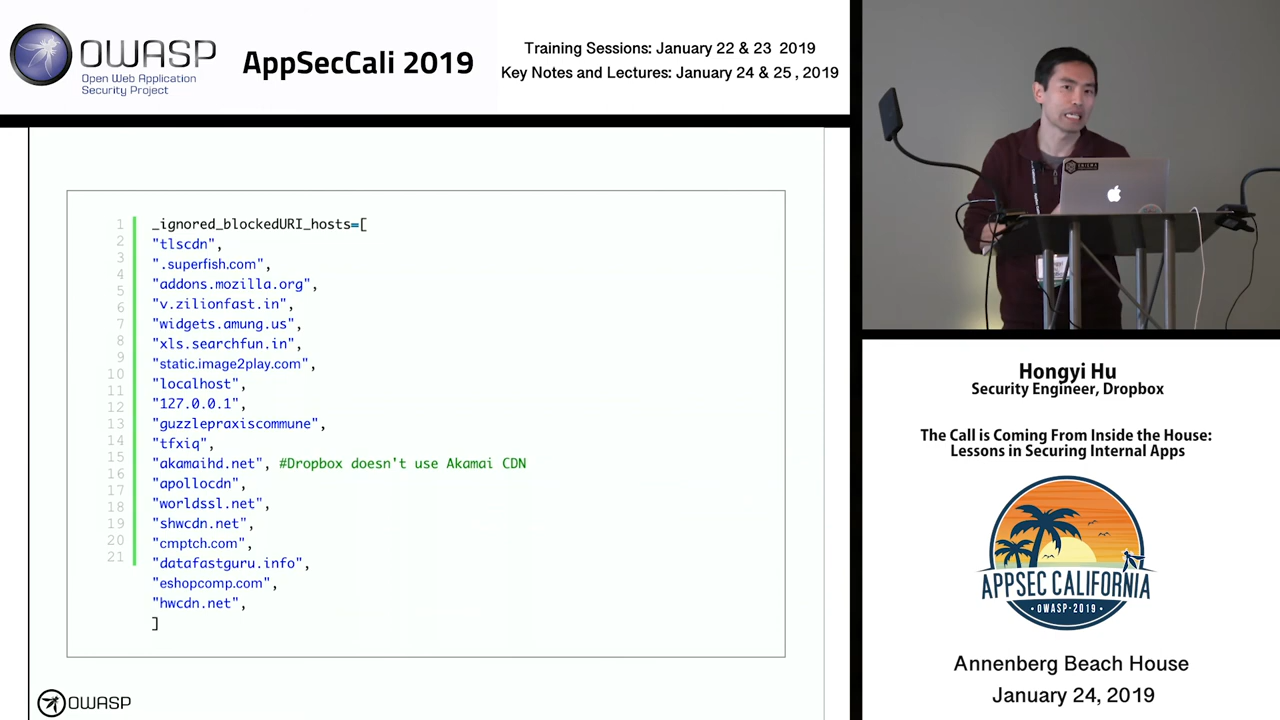 OWASP
Open Web Application
Security Project
AppSecCali 2019
Training Sessions: January 22 & 23 2019
Key Notes and Lectures: January 24 & 25 , 2019
1
2
3
4
5
6
7
8
9
10
11
12
13
14
15
16
17
18
19
20
21
_ignored_blockedURI_hosts=[
"tlscdn",
".superfish.com",
"addons.mozilla.org",
"v.zilionfast.in",
"widgets.amung.us",
"xls.searchfun.in",
"static.image2play.com",
"localhost",
"127.0.0.1",
"guzzlepraxiscommune",
"tfxiq",
"akamaihd.net", #Dropbox doesn't use Akamai CDN
"apollocdn",
"worldssl.net",
"shwcdn.net",
"cmptch.com",
"datafastguru.info",
"eshopcomp.com",
"hwcdn.net",
]
OWASP
Hongyi Hu
Security Engineer, Dropbox
The Call is Coming From Inside the House:
Lessons in Securing Internal Apps
APPSEC CALIFORNIA
OWASP-2019
Annenberg Beach House
January 24, 2019